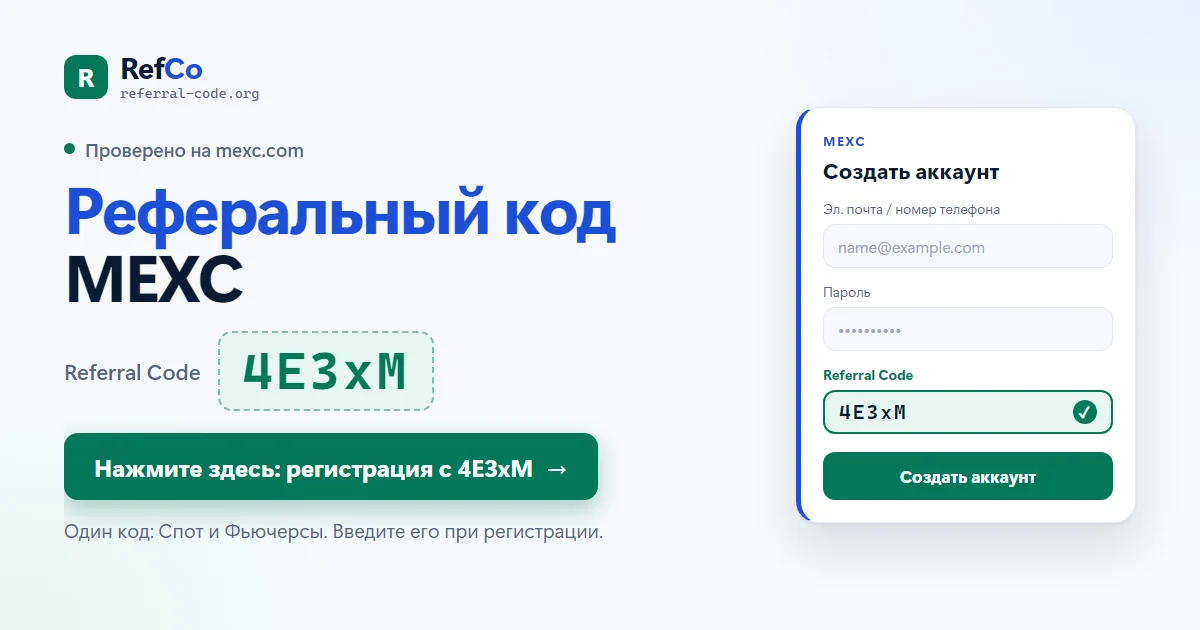 R
RefCo
referral-code.org
Проверено на mexc.com
Реферальный код
MEXC
Referral Code
4E3xM
Нажмите здесь: регистрация с 4E3xM →
Один код: Спот и Фьючерсы. Введите его при регистрации.
MEXC
Создать аккаунт
Эл. почта / номер телефона
name@example.com
Пароль
••••••••••
Referral Code
4E3xM
Создать аккаунт